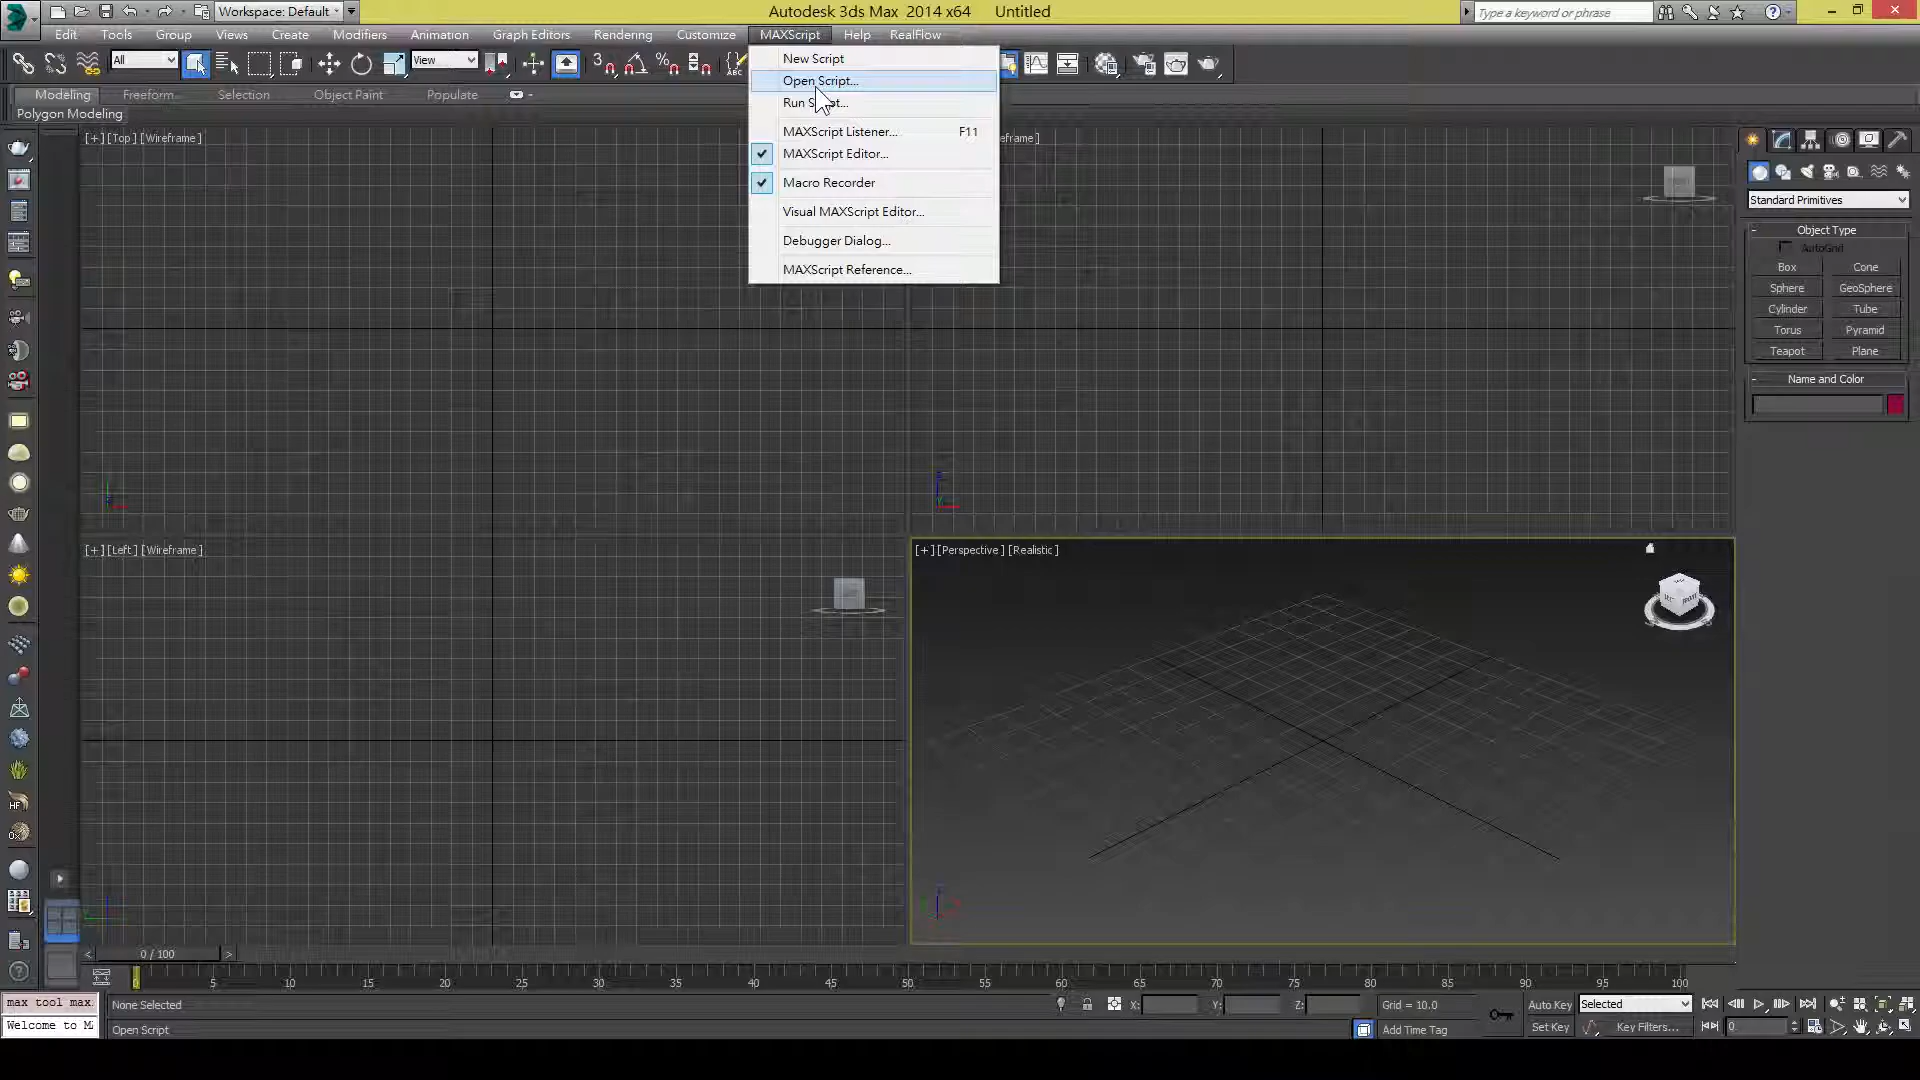 Workspace: Default
Autodesk 3ds Max 2014 x64 Untitled
Type a keyword or phrase
Edit Tools Group Views Create Modifiers Animation Graph Editors Rendering Customize MAXScript Help RealFlow
All
View
Modeling Freeform Selection Object Paint Populate
Polygon Modeling
New Script
Open Script...
MAXScript Listener... F11
MAXScript Editor...
Macro Recorder
Visual MAXScript Editor...
Debugger Dialog...
MAXScript Reference...
[+] [Top] [Wireframe]
[+] [Left] [Wireframe]
[+] [Perspective] [Realistic]
Standard Primitives
Object Type
AutoGrid
Box Cone
Sphere GeoSphere
Cylinder Tube
Torus Pyramid
Teapot Plane
Name and Color
0 / 100
0 5 10 15 20 25 30 35 40 45 50 55 60 65 70 75 80 85 90 95 100
max tool max
None Selected
X: Y: Z: Grid = 10.0
Auto Key Selected
Welcome to M
Open Script
Add Time Tag
Set Key Key Filters...
0